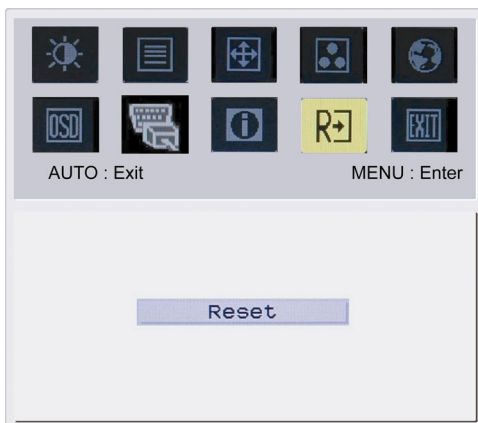 OSD
R
EXIT
AUTO : Exit
MENU : Enter
Reset